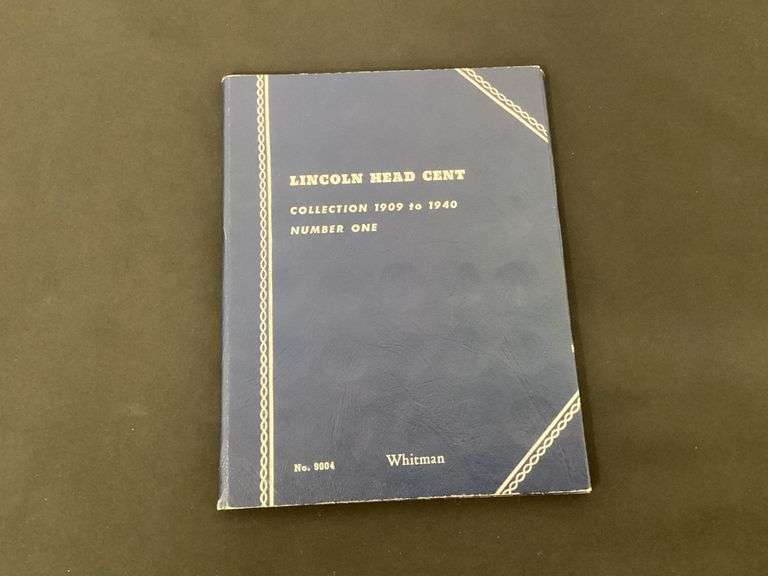 LINCOLN HEAD CENT
COLLECTION 1909 to 1940
NUMBER ONE
No. 9004
Whitman